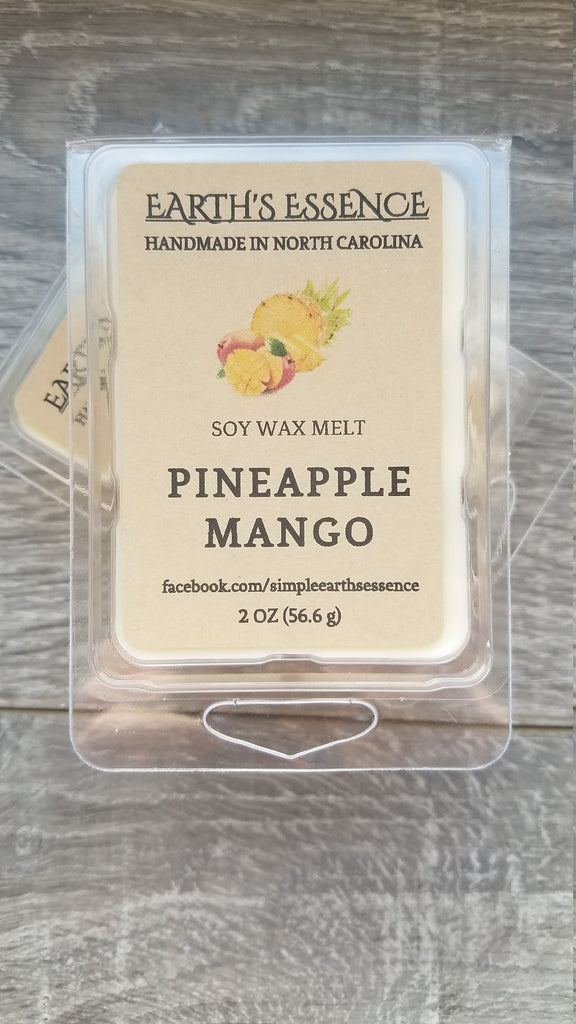 EARTH'S ESSENCE
HANDMADE IN NORTH CAROLINA
SOY WAX MELT
PINEAPPLE
MANGO
facebook.com/simpleearthsessence
2 OZ (56.6 g)